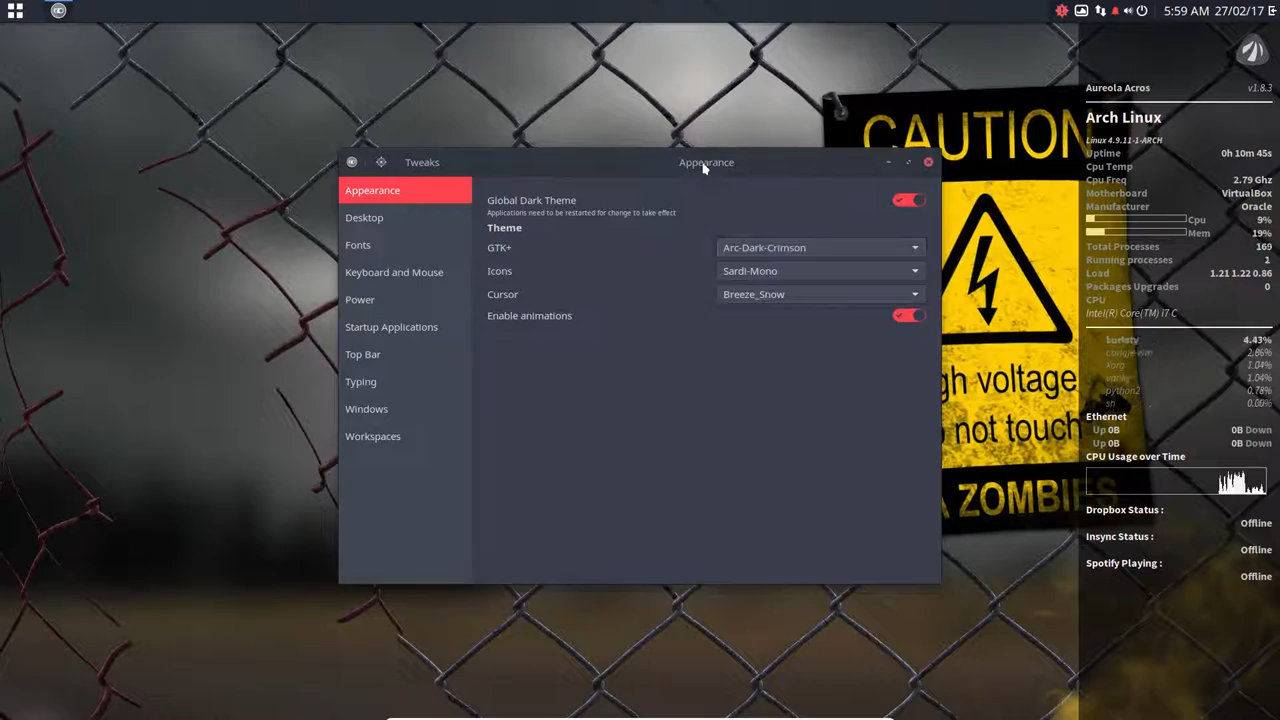 5:59 AM 27/02/17
Tweaks
Appearance
Appearance
Desktop
Fonts
Keyboard and Mouse
Power
Startup Applications
Top Bar
Typing
Windows
Workspaces
Global Dark Theme
Applications need to be restarted for change to take effect
Theme
GTK+ Arc-Dark-Crimson
Icons Sardi-Mono
Cursor Breeze_Snow
Enable animations
CAUTION
gh voltage
not touch
ZOMBIES
Aureola Acros v1.8.3
Arch Linux
Linux 4.9.11-1-ARCH
Uptime 0h 10m 45s
Cpu Temp
Cpu Freq 2.79 Ghz
Motherboard VirtualBox
Manufacturer Oracle
Cpu 9%
Mem 19%
Total Processes 169
Running processes 1
Load 1.21 1.22 0.86
Packages Upgrades 0
CPU
Intel(R) Core(TM) i7 C
4.43%
2.86%
1.04%
1.04%
python2 0.78%
sh 0.00%
Ethernet
Up 0B 0B Down
Up 0B 0B Down
CPU Usage over Time
Dropbox Status :
Offline
Insync Status :
Offline
Spotify Playing :
Offline